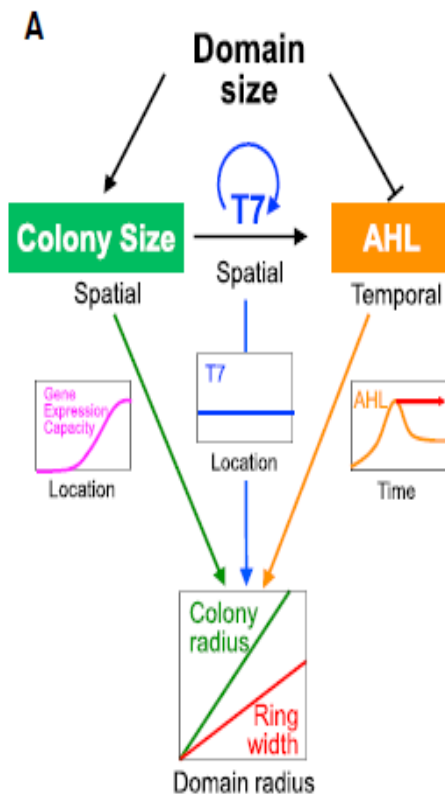 A
Domain
size
T7
Colony Size
AHL
Spatial
Spatial
Temporal
Gene
Expression
Capacity
T7
AHL
Location
Location
Time
Colony
radius
Ring
width
Domain radius